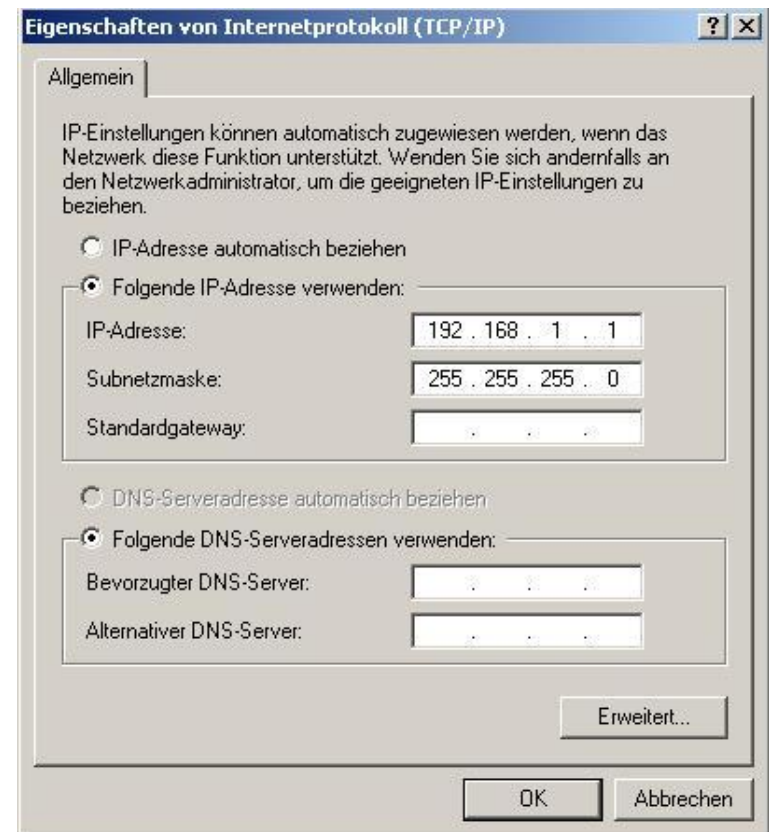 Eigenschaften von Internetprotokoll (TCP/IP)
Allgemein
IP-Einstellungen können automatisch zugewiesen werden, wenn das
Netzwerk diese Funktion unterstützt. Wenden Sie sich andernfalls an
den Netzwerkadministrator, um die geeigneten IP-Einstellungen zu
beziehen.
IP-Adresse automatisch beziehen
Folgende IP-Adresse verwenden:
IP-Adresse: 192 . 168 . 1 . 1
Subnetzmaske: 255 . 255 . 255 . 0
Standardgateway: . . .
DNS-Serveradresse automatisch beziehen
Folgende DNS-Serveradressen verwenden:
Bevorzugter DNS-Server: . . .
Alternativer DNS-Server: . . .
Erweitert...
OK Abbrechen